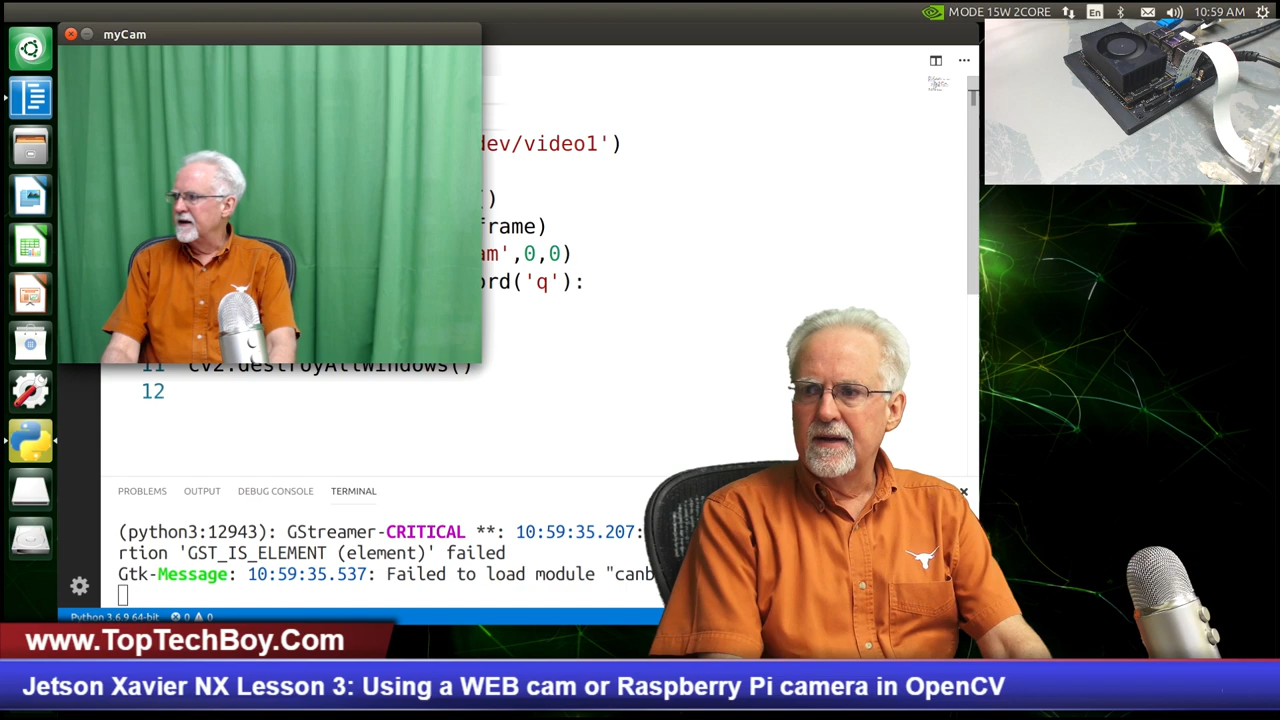 MODE 15W 2CORE
En
10:59 AM
myCam
dev/video1')
)
frame)
am',0,0)
ord('q'):
11 cv2.destroyAllWindows()
12
PROBLEMS OUTPUT DEBUG CONSOLE TERMINAL
(python3:12943): GStreamer-CRITICAL **: 10:59:35.207:
rtion 'GST_IS_ELEMENT (element)' failed
Gtk-Message: 10:59:35.537: Failed to load module "canb
Python 3.6.9 64-bit 0 0
www.TopTechBoy.Com
Jetson Xavier NX Lesson 3: Using a WEB cam or Raspberry Pi camera in OpenCV